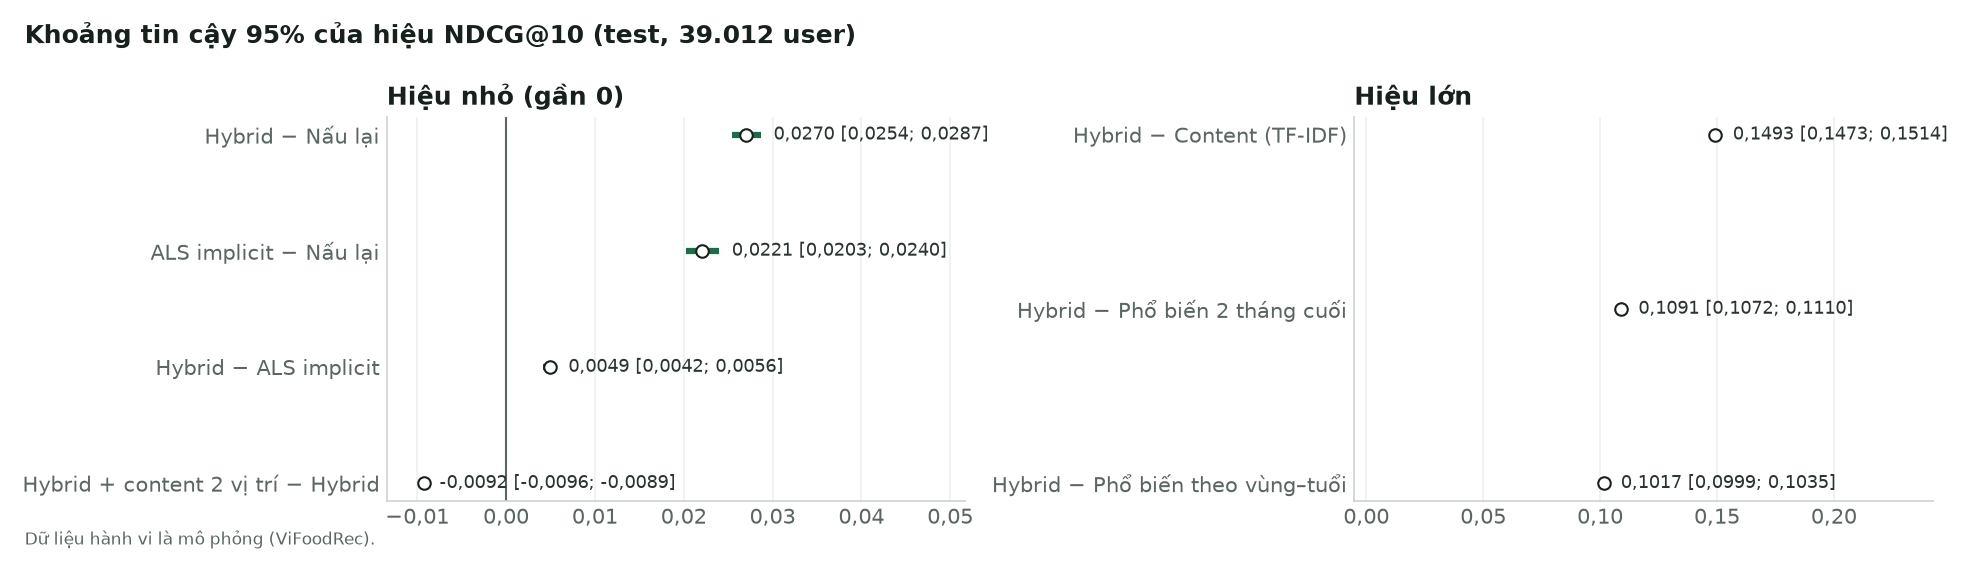 Khoảng tin cậy 95% của hiệu NDCG@10 (test, 39.012 user)
Hiệu nhỏ (gần 0)
Hybrid − Nấu lại
0,0270 [0,0254; 0,0287]
ALS implicit − Nấu lại
0,0221 [0,0203; 0,0240]
Hybrid − ALS implicit
0,0049 [0,0042; 0,0056]
Hybrid + content 2 vị trí − Hybrid
-0,0092 [-0,0096; -0,0089]
−0,01 0,00 0,01 0,02 0,03 0,04 0,05
Hiệu lớn
Hybrid − Content (TF-IDF)
0,1493 [0,1473; 0,1514]
Hybrid − Phổ biến 2 tháng cuối
0,1091 [0,1072; 0,1110]
Hybrid − Phổ biến theo vùng–tuổi
0,1017 [0,0999; 0,1035]
0,00 0,05 0,10 0,15 0,20
Dữ liệu hành vi là mô phỏng (ViFoodRec).